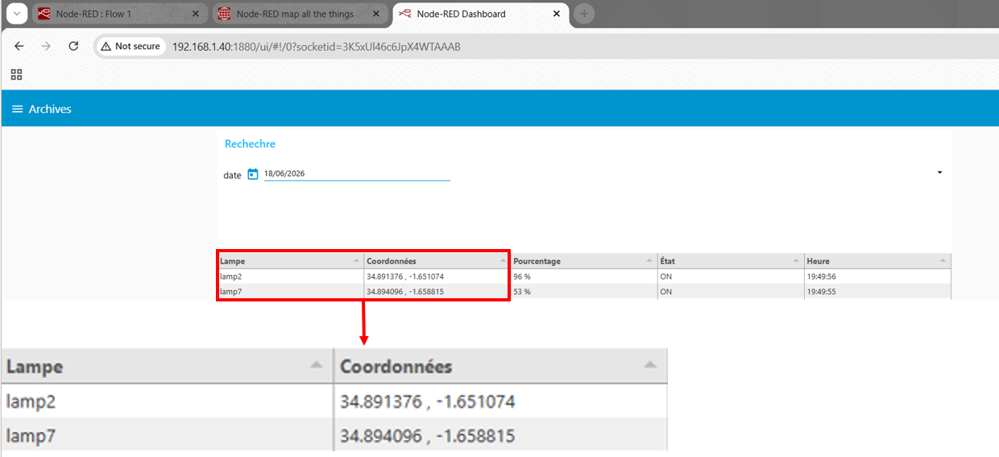 Node-RED : Flow 1
Node-RED map all the things
Node-RED Dashboard
Not secure
192.168.1.40:1880/ui/#!/0?socketid=3K5xUl46c6JpX4WTAAAB
Archives
Rechechre
date 18/06/2026
Lampe Coordonnées Pourcentage État Heure
lamp2 34.891376 , -1.651074 96 % ON 19:49:56
lamp7 34.894096 , -1.658815 53 % ON 19:49:55
Lampe Coordonnées
lamp2 34.891376 , -1.651074
lamp7 34.894096 , -1.658815